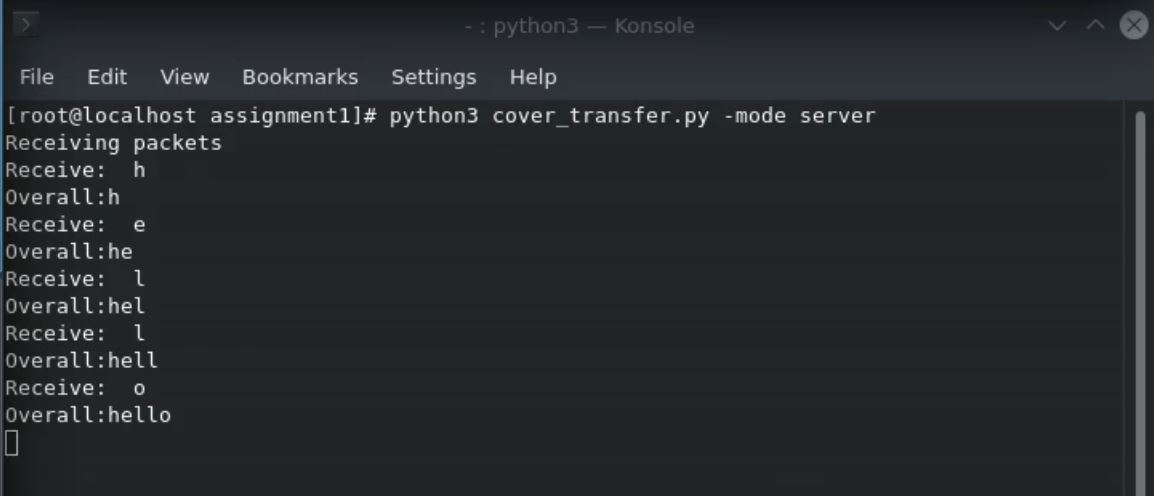 - : python3 — Konsole
File Edit View Bookmarks Settings Help
[root@localhost assignment1]# python3 cover_transfer.py -mode server
Receiving packets
Receive:  h
Overall:h
Receive:  e
Overall:he
Receive:  l
Overall:hel
Receive:  l
Overall:hell
Receive:  o
Overall:hello